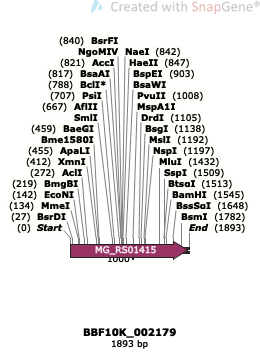 Created with SnapGene®
(840) BsrFI
NgoMIV NaeI (842)
(821) AccI HaeII (847)
(817) BsaAI BspEI (903)
(788) BclI* BsaWI
(707) PsiI PvuII (1008)
(667) AflII MspA1I
SmlI DrdI (1105)
(459) BaeGI BsgI (1138)
Bme1580I MslI (1192)
(455) ApaLI NspI (1197)
(412) XmnI MluI (1432)
(272) AclI SspI (1509)
(219) BmgBI BtsαI (1513)
(142) EcoNI BamHI (1545)
(134) MmeI BssSαI (1648)
(27) BsrDI BsmI (1782)
(0) Start End (1893)
MG_RS01415
1000
BBF10K_002179
1893 bp